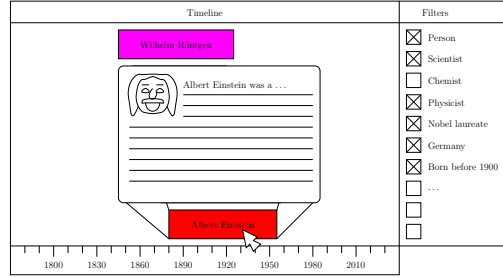 Timeline
Filters
Wilhelm Röntgen
Person
Scientist
Albert Einstein was a ...
Chemist
Physicist
Nobel laureate
Germany
Born before 1900
...
Albert Einstein
1800 1830 1860 1890 1920 1950 1980 2010